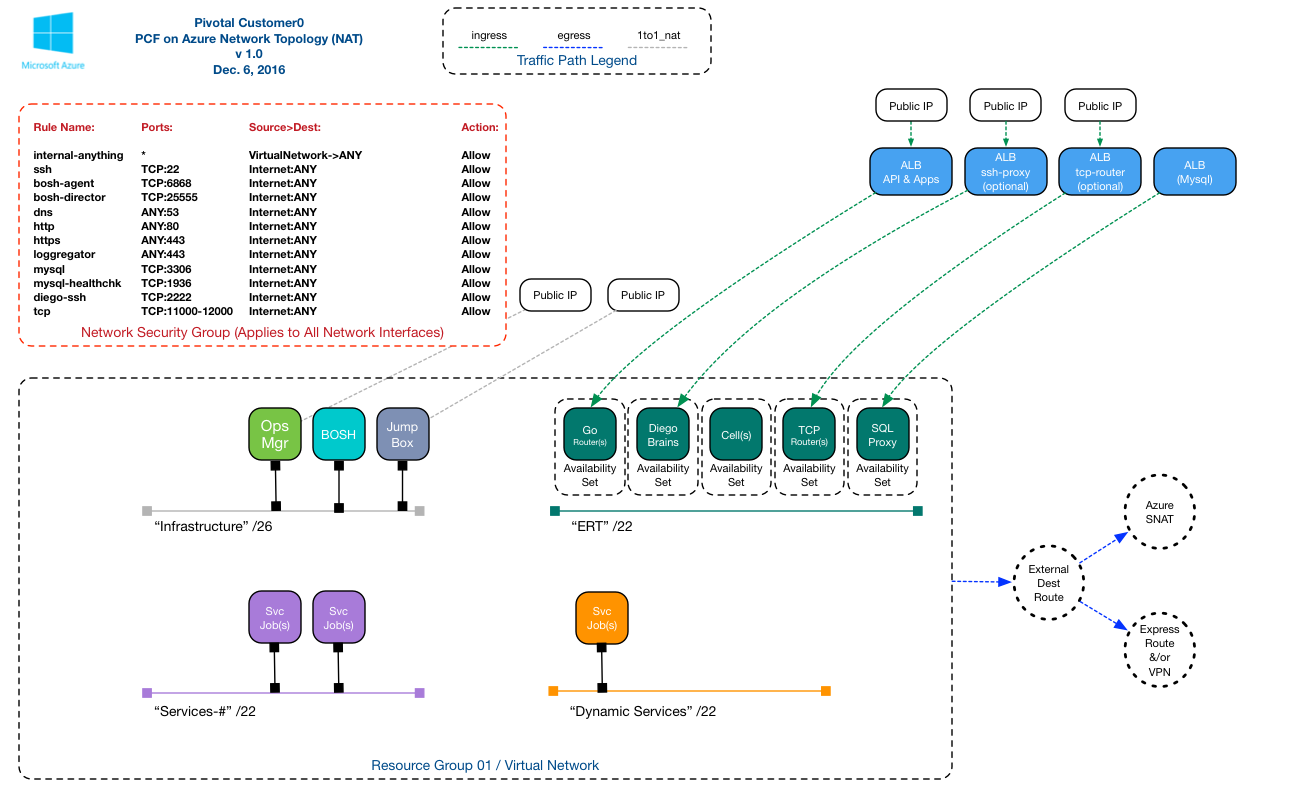 Microsoft Azure
Pivotal Customer0
PCF on Azure Network Topology (NAT)
v 1.0
Dec. 6, 2016
ingress egress 1to1_nat
Traffic Path Legend
Rule Name: Ports: Source>Dest: Action:
internal-anything * VirtualNetwork->ANY Allow
ssh TCP:22 Internet:ANY Allow
bosh-agent TCP:6868 Internet:ANY Allow
bosh-director TCP:25555 Internet:ANY Allow
dns ANY:53 Internet:ANY Allow
http ANY:80 Internet:ANY Allow
https ANY:443 Internet:ANY Allow
loggregator ANY:443 Internet:ANY Allow
mysql TCP:3306 Internet:ANY Allow
mysql-healthchk TCP:1936 Internet:ANY Allow
diego-ssh TCP:2222 Internet:ANY Allow
tcp TCP:11000-12000 Internet:ANY Allow
Network Security Group (Applies to All Network Interfaces)
Public IP
Public IP
Public IP
ALB
API & Apps
ALB
ssh-proxy
(optional)
ALB
tcp-router
(optional)
ALB
(Mysql)
Public IP
Public IP
Ops
Mgr
BOSH
Jump
Box
"Infrastructure" /26
Go
Router(s)
Availability
Set
Diego
Brains
Availability
Set
Cell(s)
Availability
Set
TCP
Router(s)
Availability
Set
SQL
Proxy
Availability
Set
"ERT" /22
Svc
Job(s)
Svc
Job(s)
"Services-#" /22
Svc
Job(s)
"Dynamic Services" /22
Resource Group 01 / Virtual Network
External
Dest
Route
Azure
SNAT
Express
Route
&/or
VPN